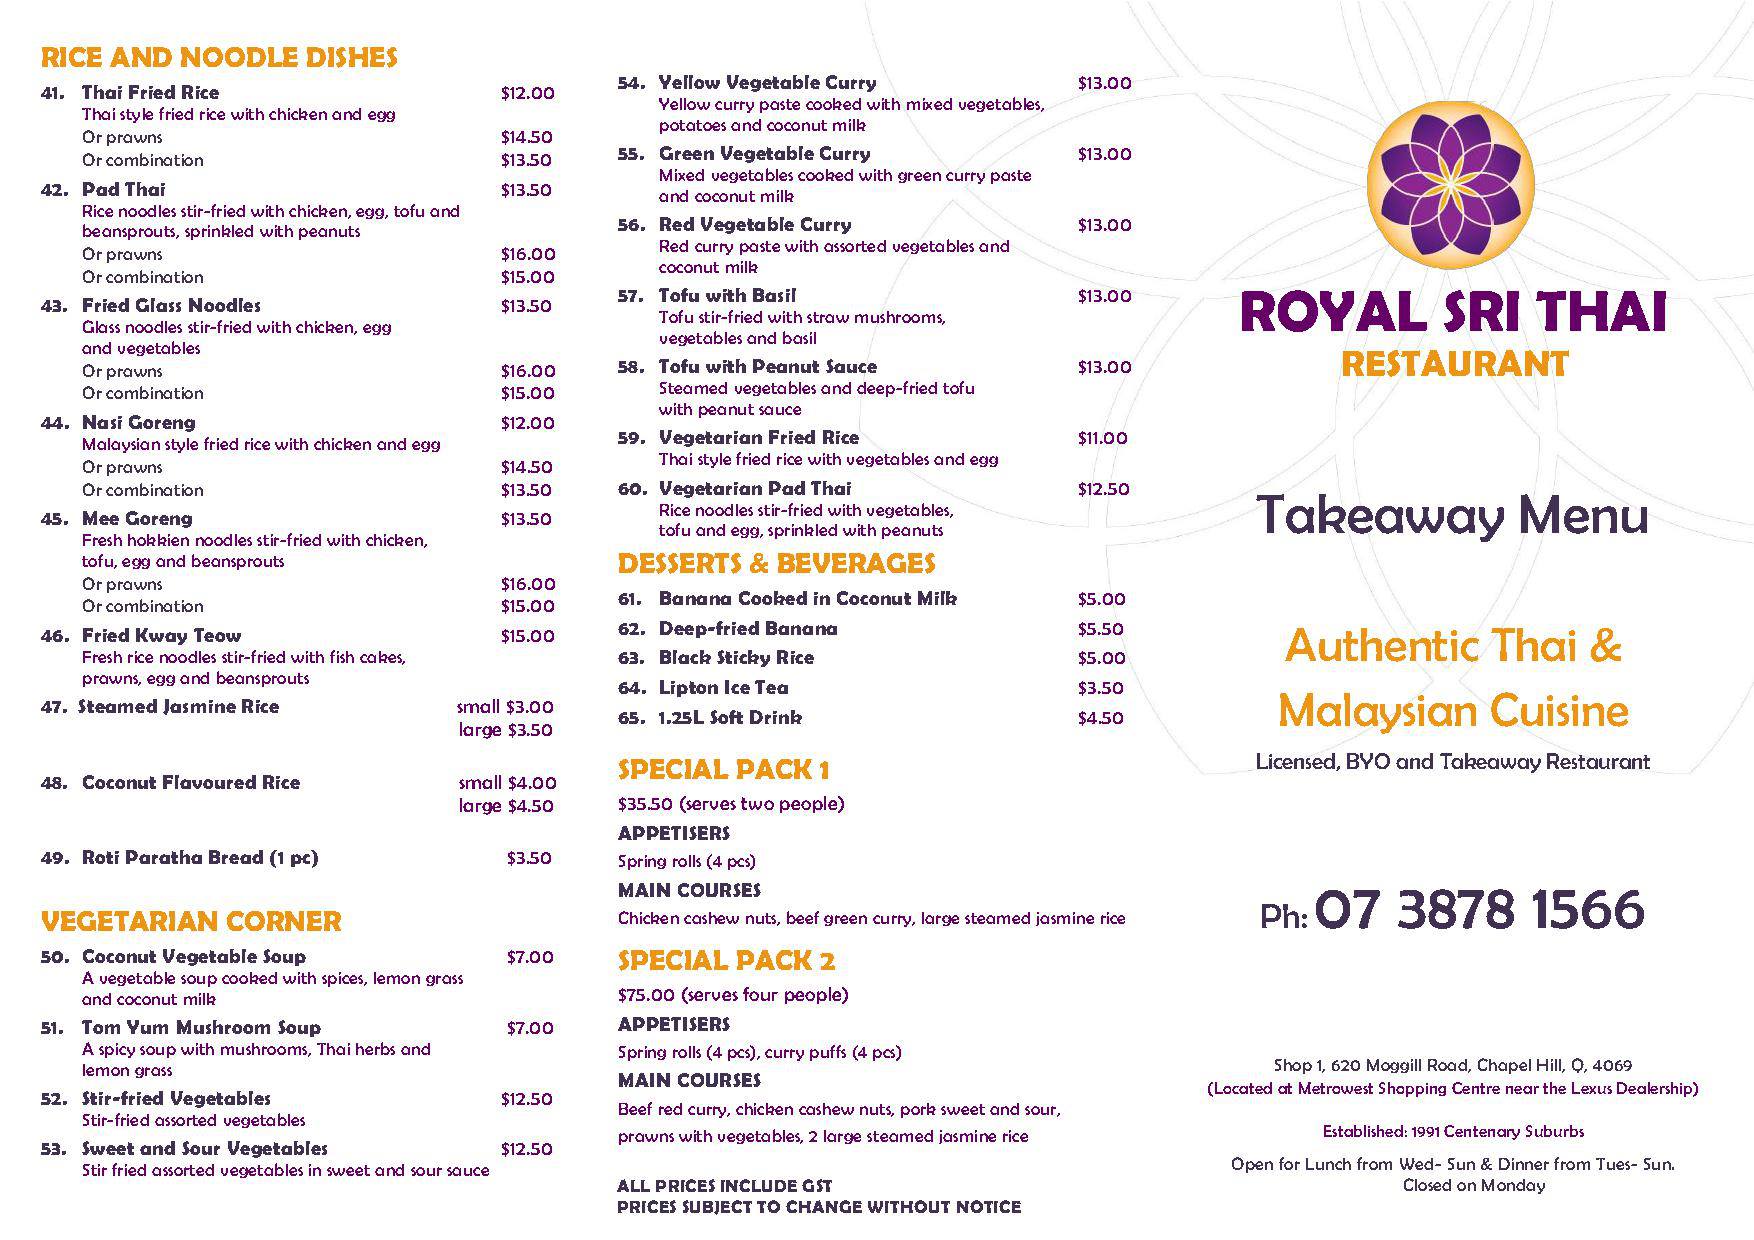 RICE AND NOODLE DISHES
41. Thai Fried Rice $12.00
Thai style fried rice with chicken and egg
Or prawns $14.50
Or combination $13.50
42. Pad Thai $13.50
Rice noodles stir-fried with chicken, egg, tofu and
beansprouts, sprinkled with peanuts
Or prawns $16.00
Or combination $15.00
43. Fried Glass Noodles $13.50
Glass noodles stir-fried with chicken, egg
and vegetables
Or prawns $16.00
Or combination $15.00
44. Nasi Goreng $12.00
Malaysian style fried rice with chicken and egg
Or prawns $14.50
Or combination $13.50
45. Mee Goreng $13.50
Fresh hokkien noodles stir-fried with chicken,
tofu, egg and beansprouts
Or prawns $16.00
Or combination $15.00
46. Fried Kway Teow $15.00
Fresh rice noodles stir-fried with fish cakes,
prawns, egg and beansprouts
47. Steamed Jasmine Rice small $3.00
large $3.50
48. Coconut Flavoured Rice small $4.00
large $4.50
49. Roti Paratha Bread (1 pc) $3.50
VEGETARIAN CORNER
50. Coconut Vegetable Soup $7.00
A vegetable soup cooked with spices, lemon grass
and coconut milk
51. Tom Yum Mushroom Soup $7.00
A spicy soup with mushrooms, Thai herbs and
lemon grass
52. Stir-fried Vegetables $12.50
Stir-fried assorted vegetables
53. Sweet and Sour Vegetables $12.50
Stir fried assorted vegetables in sweet and sour sauce
54. Yellow Vegetable Curry $13.00
Yellow curry paste cooked with mixed vegetables,
potatoes and coconut milk
55. Green Vegetable Curry $13.00
Mixed vegetables cooked with green curry paste
and coconut milk
56. Red Vegetable Curry $13.00
Red curry paste with assorted vegetables and
coconut milk
57. Tofu with Basil $13.00
Tofu stir-fried with straw mushrooms,
vegetables and basil
58. Tofu with Peanut Sauce $13.00
Steamed vegetables and deep-fried tofu
with peanut sauce
59. Vegetarian Fried Rice $11.00
Thai style fried rice with vegetables and egg
60. Vegetarian Pad Thai $12.50
Rice noodles stir-fried with vegetables,
tofu and egg, sprinkled with peanuts
DESSERTS & BEVERAGES
61. Banana Cooked in Coconut Milk $5.00
62. Deep-fried Banana $5.50
63. Black Sticky Rice $5.00
64. Lipton Ice Tea $3.50
65. 1.25L Soft Drink $4.50
SPECIAL PACK 1
$35.50 (serves two people)
APPETISERS
Spring rolls (4 pcs)
MAIN COURSES
Chicken cashew nuts, beef green curry, large steamed jasmine rice
SPECIAL PACK 2
$75.00 (serves four people)
APPETISERS
Spring rolls (4 pcs), curry puffs (4 pcs)
MAIN COURSES
Beef red curry, chicken cashew nuts, pork sweet and sour,
prawns with vegetables, 2 large steamed jasmine rice
ALL PRICES INCLUDE GST
PRICES SUBJECT TO CHANGE WITHOUT NOTICE
ROYAL SRI THAI
RESTAURANT
Takeaway Menu
Authentic Thai &
Malaysian Cuisine
Licensed, BYO and Takeaway Restaurant
Ph: 07 3878 1566
Shop 1, 620 Moggill Road, Chapel Hill, Q, 4069
(Located at Metrowest Shopping Centre near the Lexus Dealership)
Established: 1991 Centenary Suburbs
Open for Lunch from Wed- Sun & Dinner from Tues- Sun.
Closed on Monday